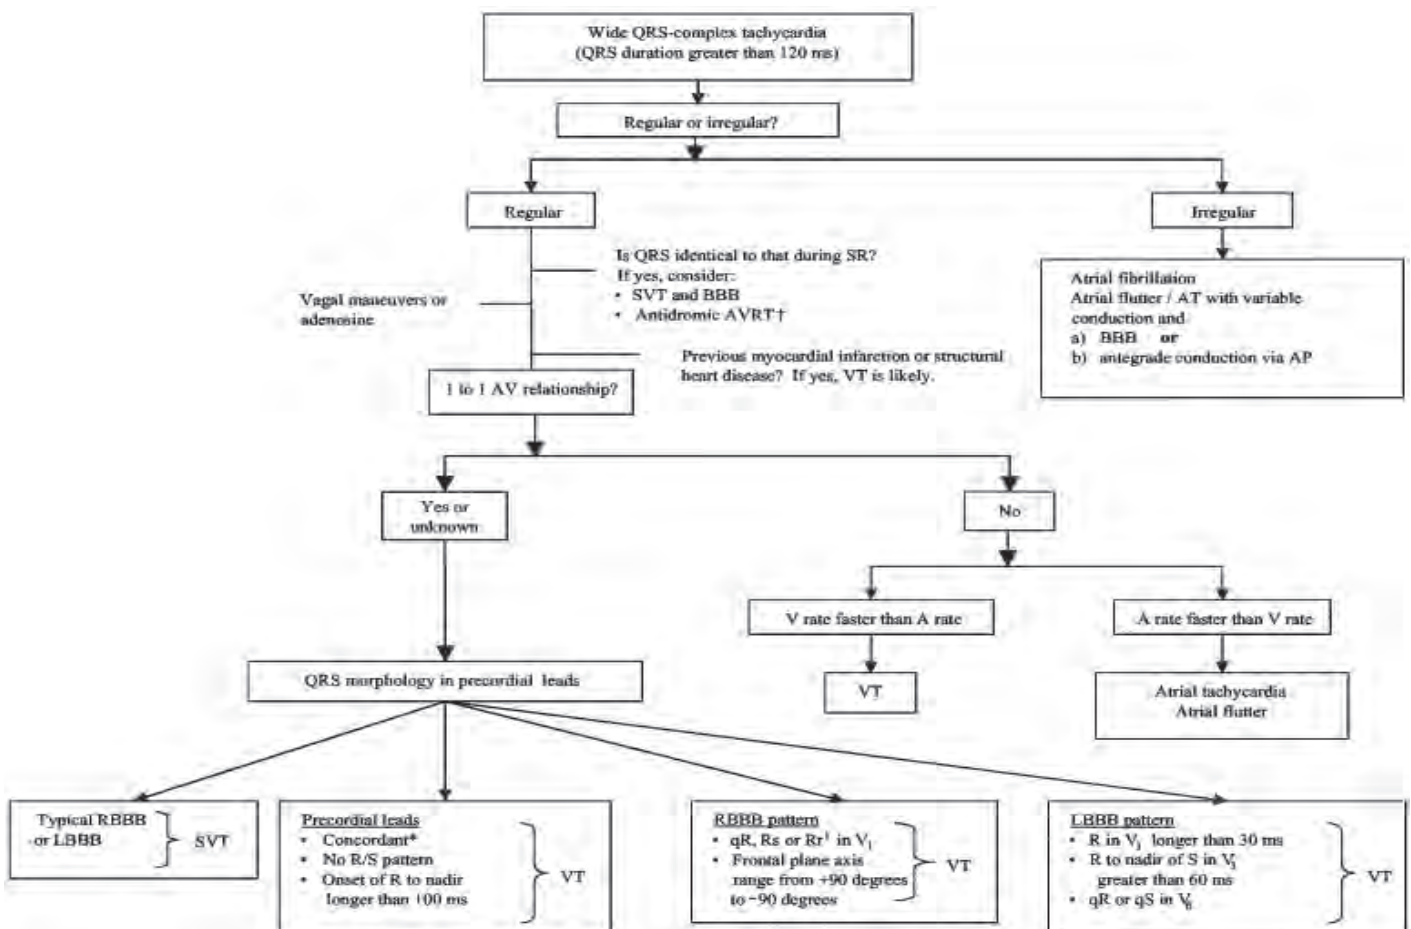 Wide QRS-complex tachycardia
(QRS duration greater than 120 ms)
Regular or irregular?
Regular
Irregular
Is QRS identical to that during SR?
If yes, consider:
• SVT and BBB
• Antidromic AVRT†
Vagal maneuvers or
adenosine
Previous myocardial infarction or structural
heart disease? If yes, VT is likely.
1 to 1 AV relationship?
Atrial fibrillation
Atrial flutter / AT with variable
conduction and
a) BBB or
b) antegrade conduction via AP
Yes or
unknown
No
V rate faster than A rate
A rate faster than V rate
VT
Atrial tachycardia
Atrial flutter
QRS morphology in precordial leads
Typical RBBB
or LBBB
SVT
Precordial leads
• Concordant*
• No R/S pattern
• Onset of R to nadir
longer than 100 ms
VT
RBBB pattern
• qR, Rs or Rr¹ in V₁
• Frontal plane axis
range from +90 degrees
to −90 degrees
VT
LBBB pattern
• R in V₁ longer than 30 ms
• R to nadir of S in V₁
greater than 60 ms
• qR or qS in V₆
VT